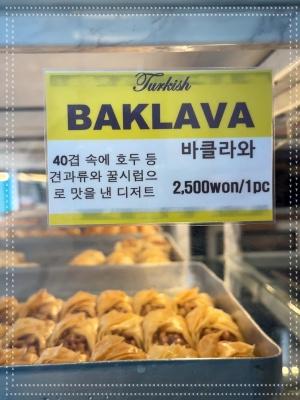 Turkish
BAKLAVA
바클라와
40겹 속에 호두 등
견과류와 꿀시럽으
로 맛을 낸 디저트
2,500won/1pc